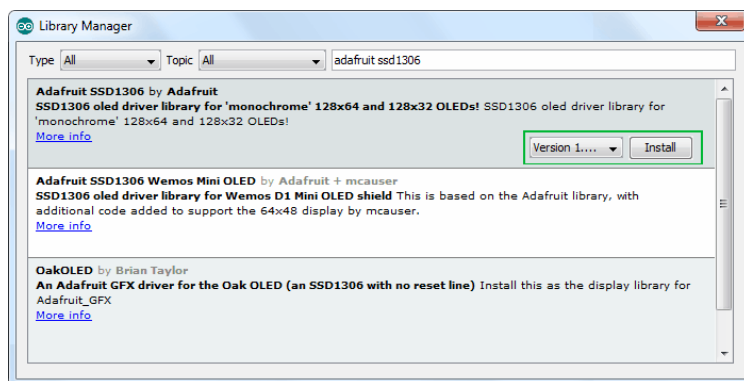 Library Manager
Type All Topic All adafruit ssd1306
Adafruit SSD1306 by Adafruit
SSD1306 oled driver library for 'monochrome' 128x64 and 128x32 OLEDs! SSD1306 oled driver library for
'monochrome' 128x64 and 128x32 OLEDs!
More info
Version 1.... Install
Adafruit SSD1306 Wemos Mini OLED by Adafruit + mcauser
SSD1306 oled driver library for Wemos D1 Mini OLED shield This is based on the Adafruit library, with
additional code added to support the 64x48 display by mcauser.
More info
OakOLED by Brian Taylor
An Adafruit GFX driver for the Oak OLED (an SSD1306 with no reset line) Install this as the display library for
Adafruit_GFX
More info